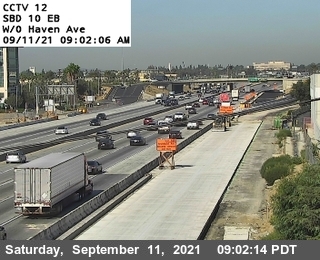 CCTV 12
SBD 10 EB
W/O Haven Ave
09/11/21 09:02:06 AM
Saturday, September 11, 2021 09:02:14 PDT